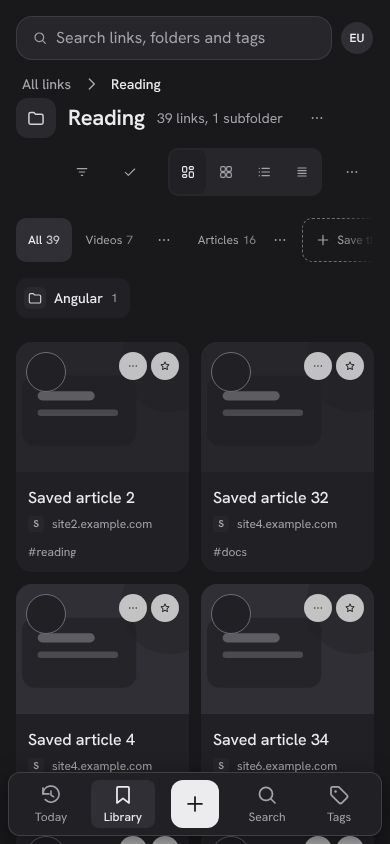 Search links, folders and tags
EU
All links > Reading
Reading 39 links, 1 subfolder ...
...
All 39 Videos 7 ... Articles 16 ... + Save
Angular 1
... ...
Saved article 2 Saved article 32
S site2.example.com S site4.example.com
#reading #docs
... ...
Saved article 4 Saved article 34
S site4.example.com S site6.example.com
Today Library + Search Tags